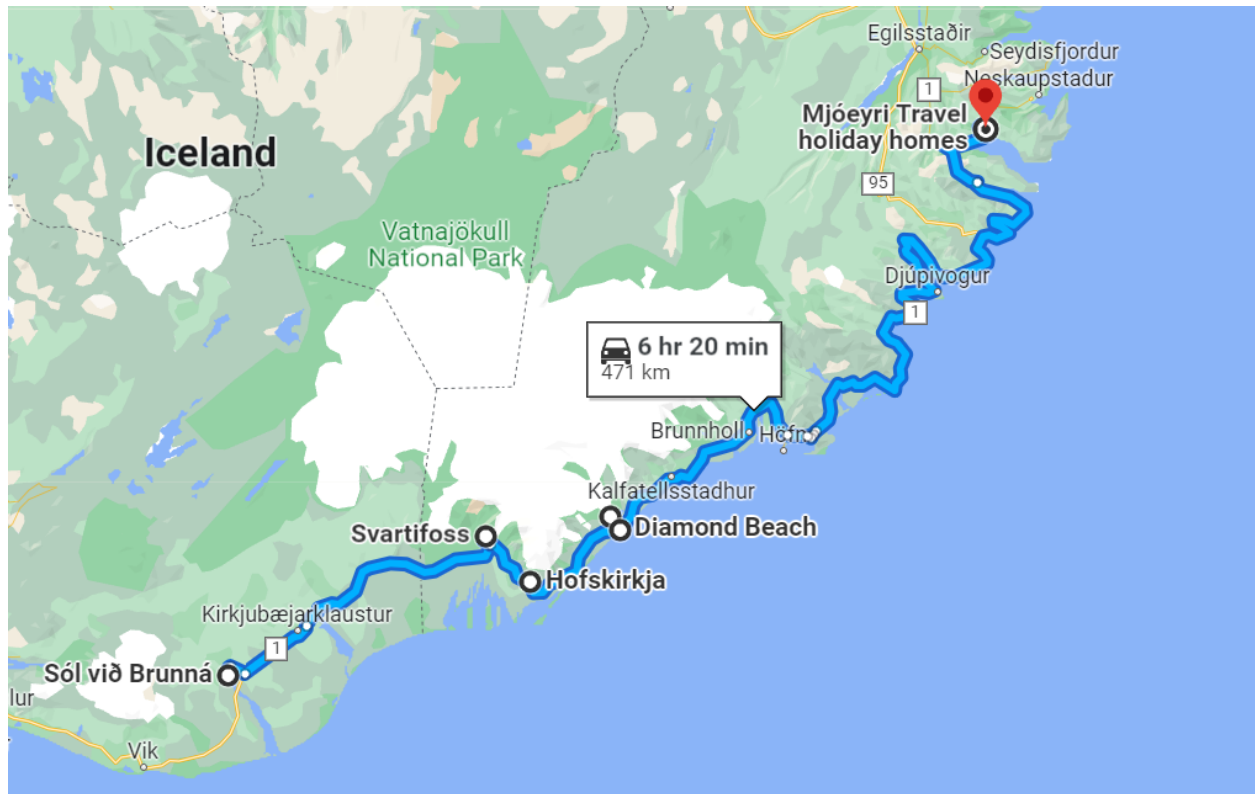 Egilsstaðir
Seydisfjordur
Neskaupstadur
1
Mjóeyri Travel
holiday homes
Iceland
95
Vatnajökull
National Park
Djúpivogur
1
6 hr 20 min
471 km
Brunnholl
Höfn
Kalfatellsstadhur
Svartifoss
Diamond Beach
Hofskirkja
Kirkjubæjarklaustur
1
Sól við Brunná
lur
Vik